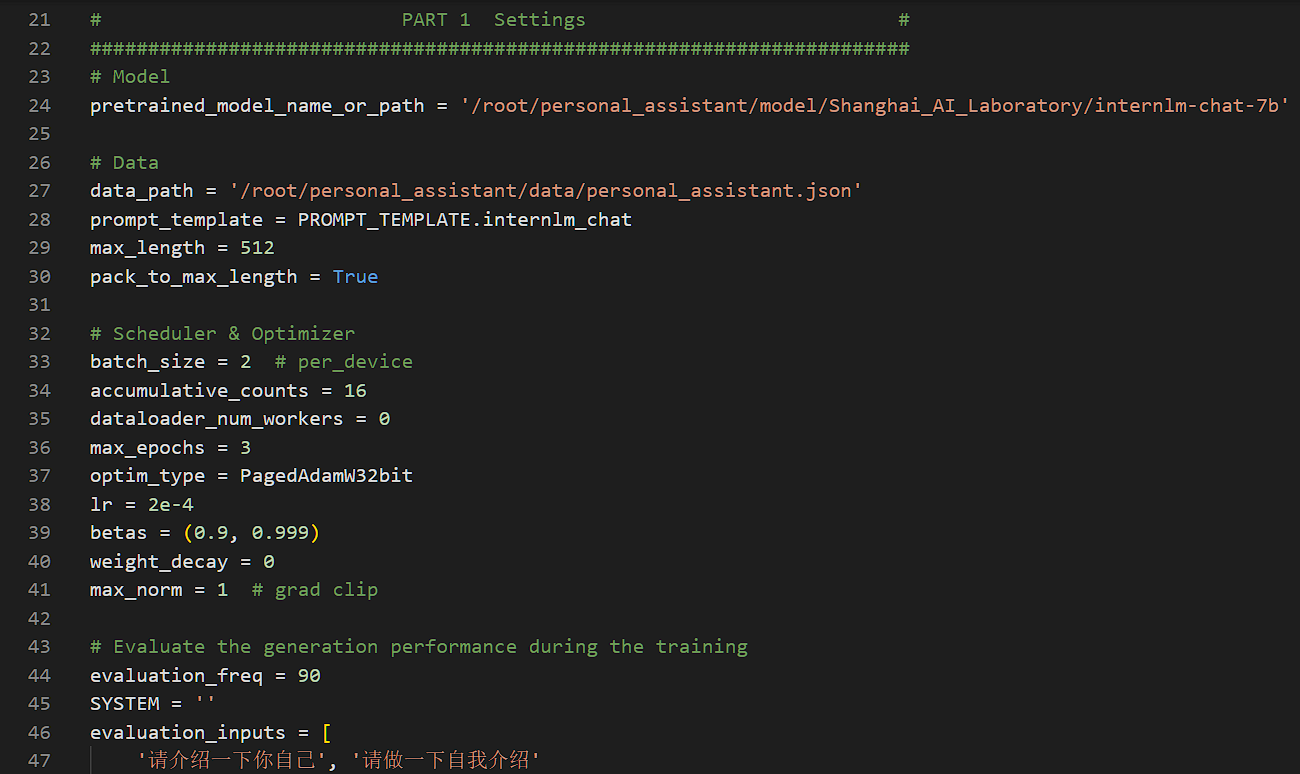 21 # PART 1  Settings #
22 #######################################################################
23 # Model
24 pretrained_model_name_or_path = '/root/personal_assistant/model/Shanghai_AI_Laboratory/internlm-chat-7b'
25
26 # Data
27 data_path = '/root/personal_assistant/data/personal_assistant.json'
28 prompt_template = PROMPT_TEMPLATE.internlm_chat
29 max_length = 512
30 pack_to_max_length = True
31
32 # Scheduler & Optimizer
33 batch_size = 2  # per_device
34 accumulative_counts = 16
35 dataloader_num_workers = 0
36 max_epochs = 3
37 optim_type = PagedAdamW32bit
38 lr = 2e-4
39 betas = (0.9, 0.999)
40 weight_decay = 0
41 max_norm = 1  # grad clip
42
43 # Evaluate the generation performance during the training
44 evaluation_freq = 90
45 SYSTEM = ''
46 evaluation_inputs = [
47     '请介绍一下你自己', '请做一下自我介绍'